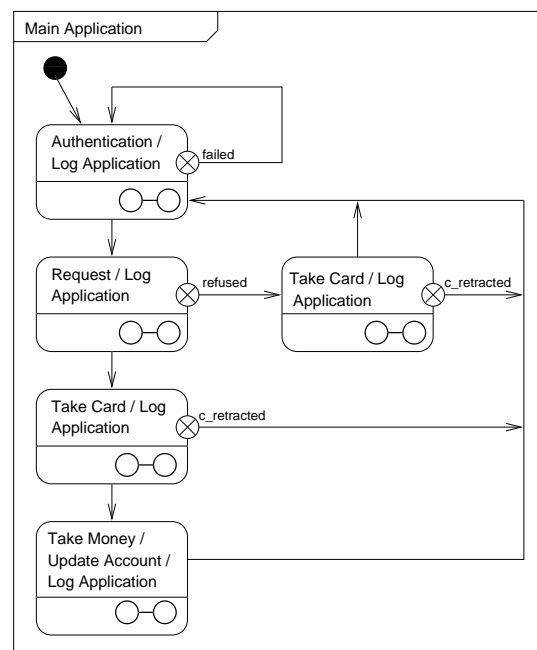 Main Application
Authentication /
Log Application
failed
Request / Log
Application
refused
Take Card / Log
Application
c_retracted
Take Card / Log
Application
c_retracted
Take Money /
Update Account /
Log Application